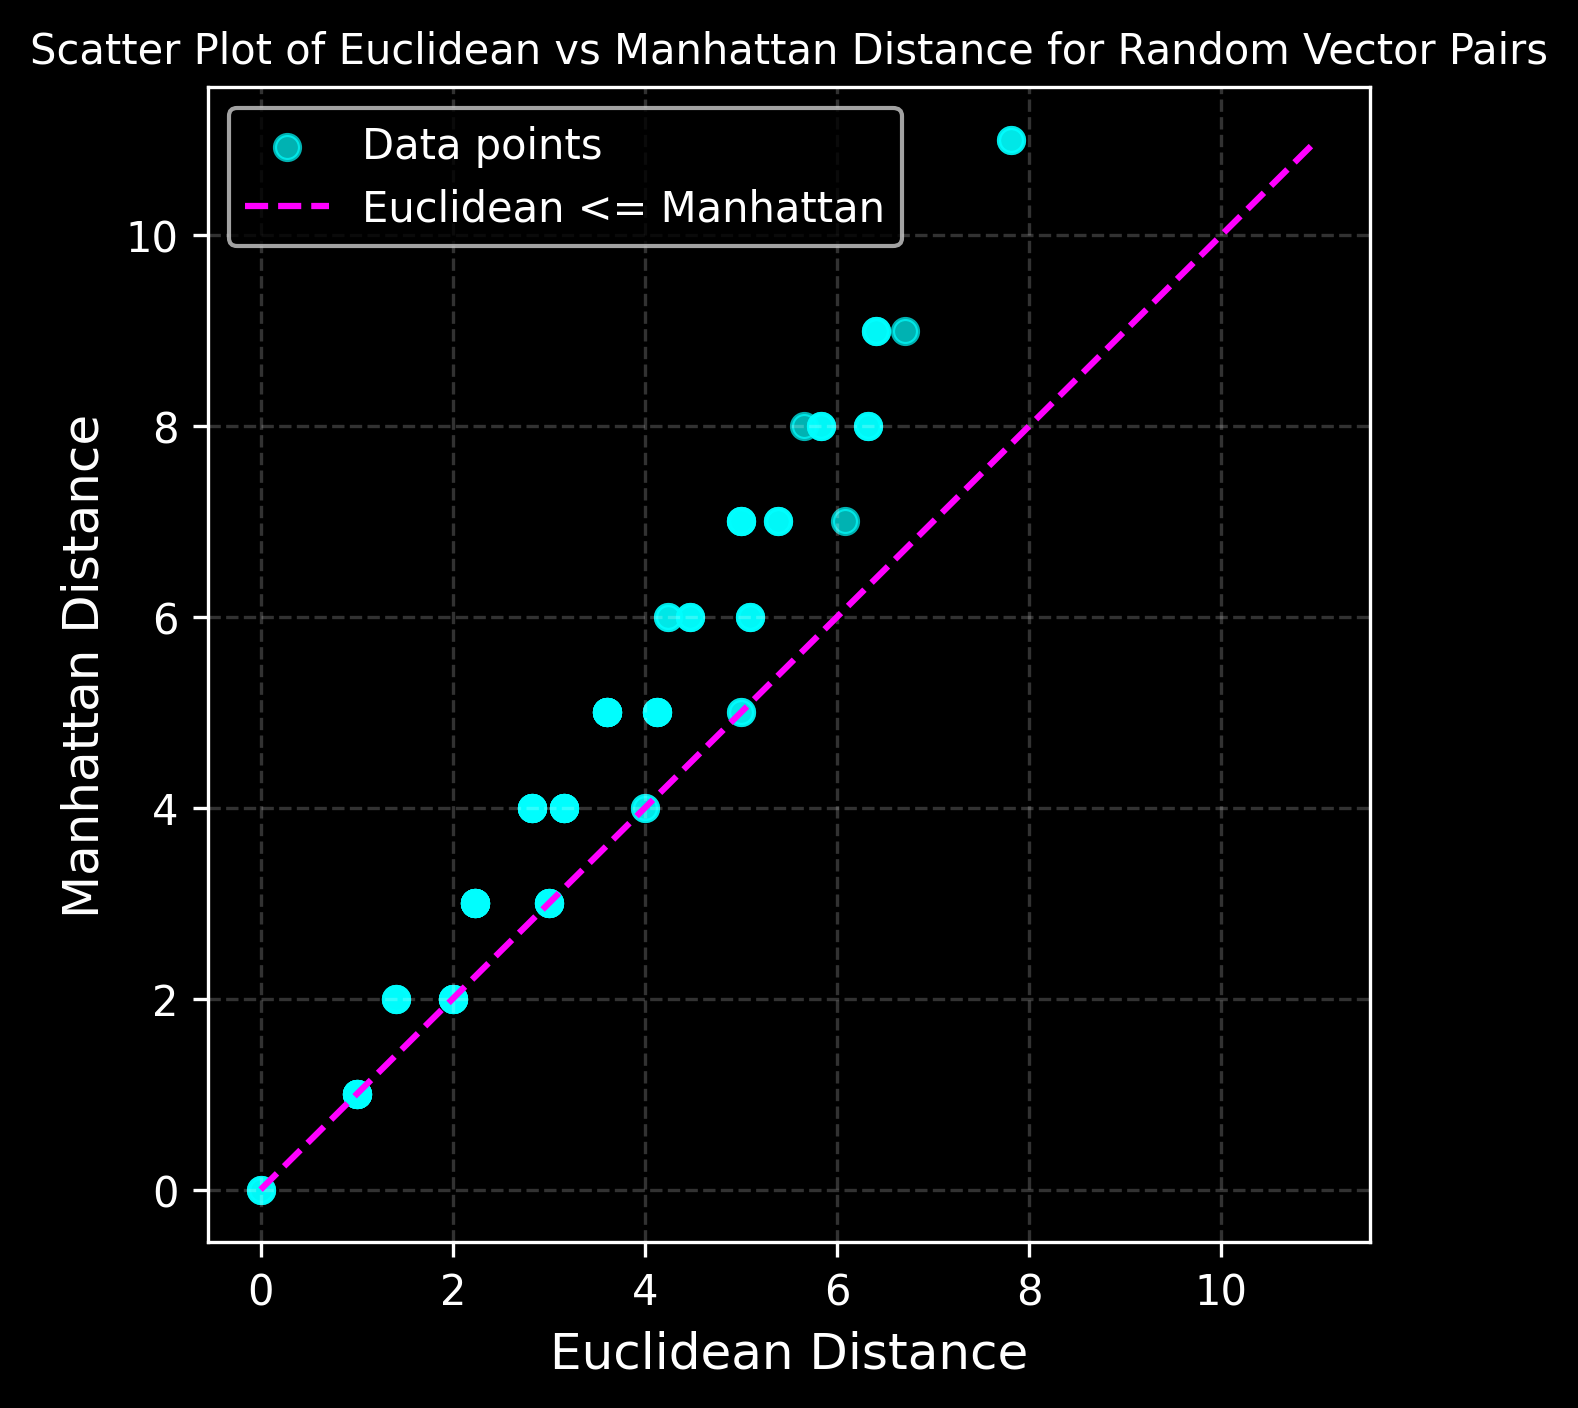 Scatter Plot of Euclidean vs Manhattan Distance for Random Vector Pairs
Data points
Euclidean <= Manhattan
Manhattan Distance
10
8
6
4
2
0
0 2 4 6 8 10
Euclidean Distance